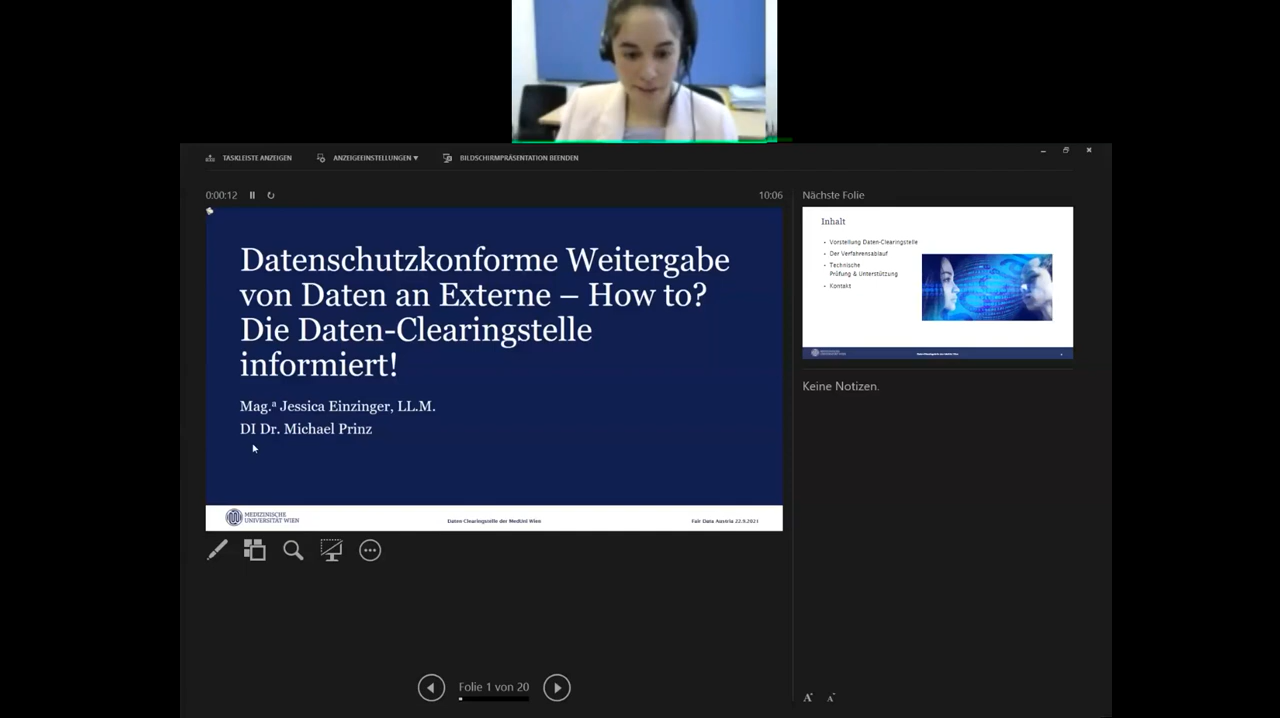 TASKLEISTE ANZEIGEN
ANZEIGEEINSTELLUNGEN ▼
BILDSCHIRMPRÄSENTATION BEENDEN
0:00:12
10:06
Datenschutzkonforme Weitergabe
von Daten an Externe – How to?
Die Daten-Clearingstelle
informiert!
Mag.ª Jessica Einzinger, LL.M.
DI Dr. Michael Prinz
MEDIZINISCHE
UNIVERSITÄT WIEN
Daten Clearingstelle der MedUni Wien
Fair Data Austria 22.9.2021
Folie 1 von 20
Nächste Folie
Inhalt
• Vorstellung Daten-Clearingstelle
• Der Verfahrensablauf
• Technische
Prüfung & Unterstützung
• Kontakt
MEDIZINISCHE
UNIVERSITÄT WIEN
Keine Notizen.
A A